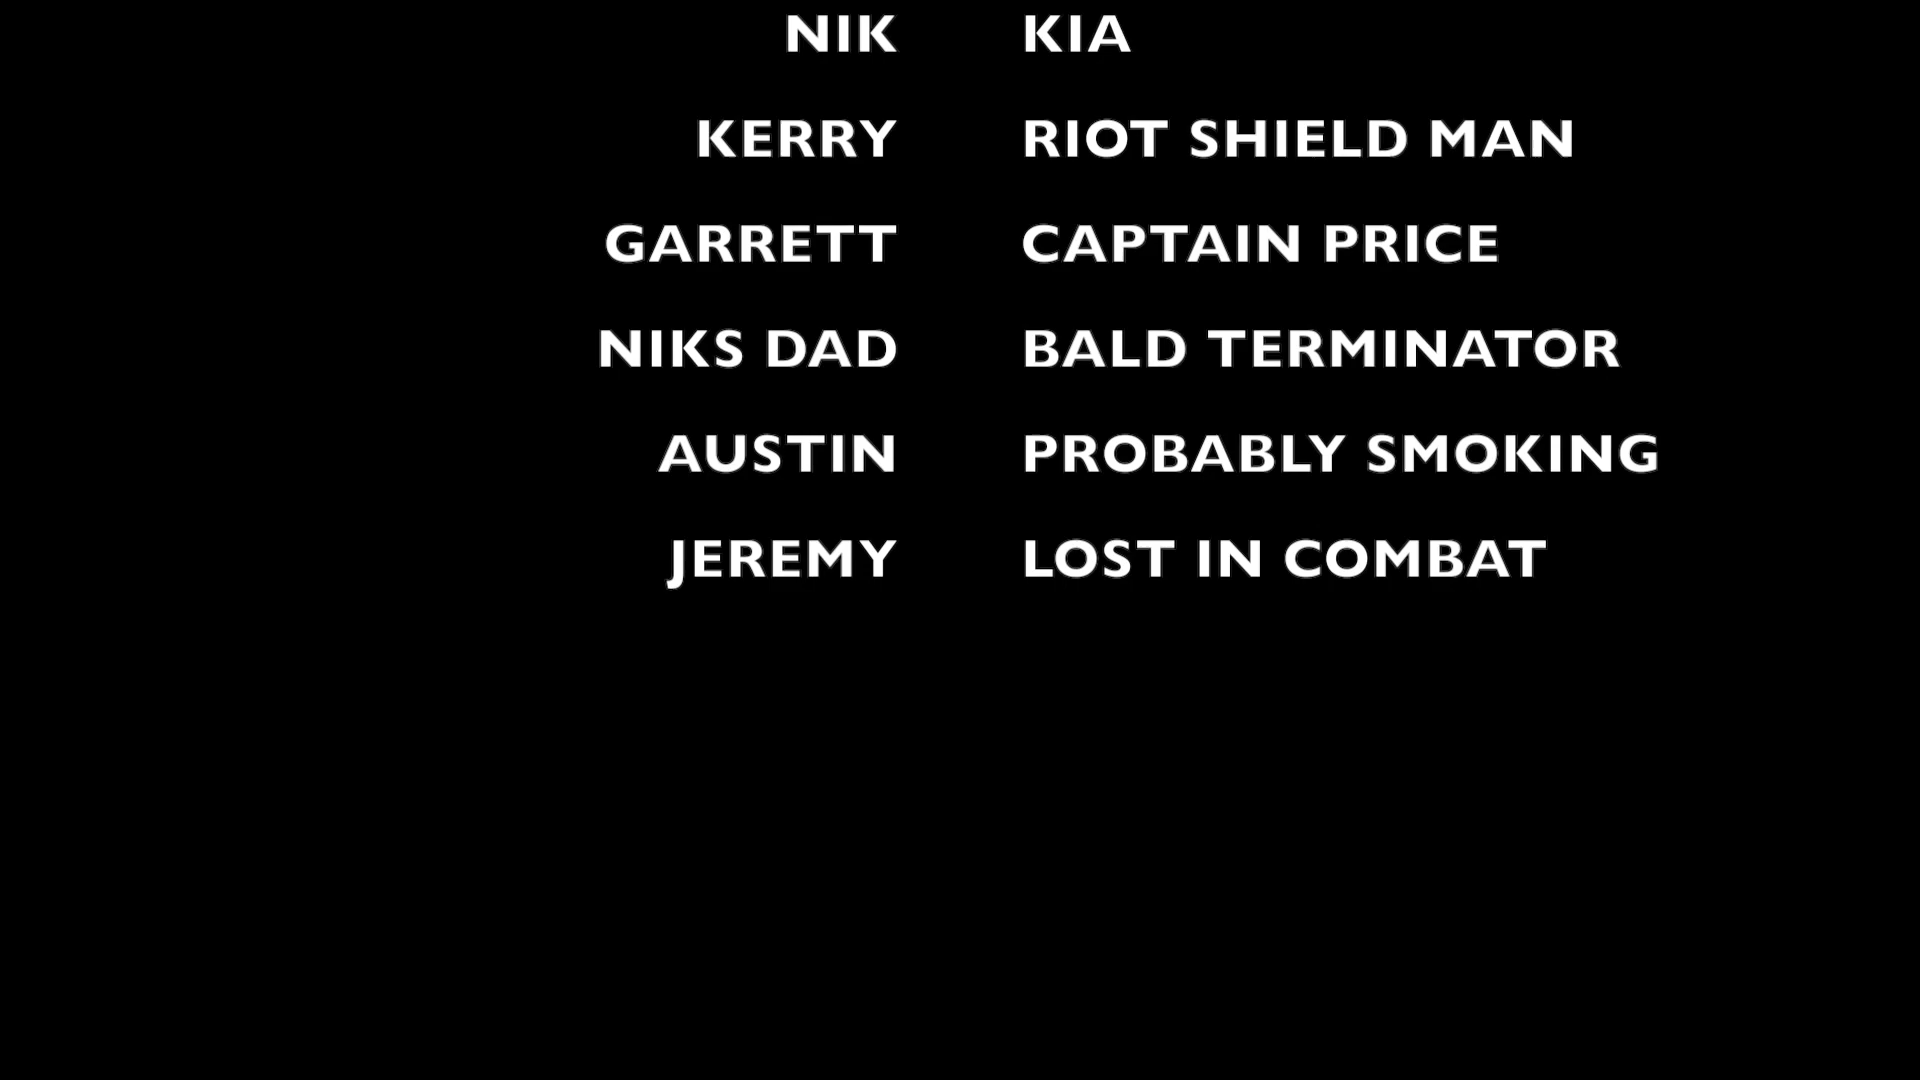 NIK KIA
KERRY RIOT SHIELD MAN
GARRETT CAPTAIN PRICE
NIKS DAD BALD TERMINATOR
AUSTIN PROBABLY SMOKING
JEREMY LOST IN COMBAT